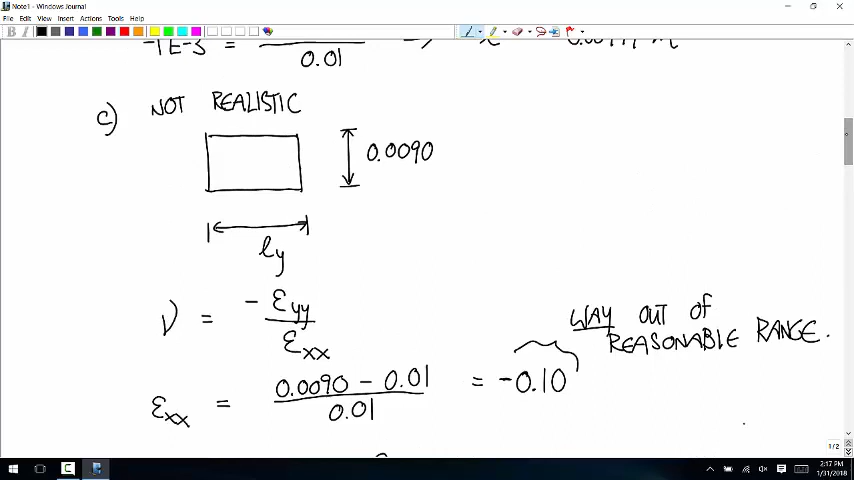 Note1 - Windows Journal
File Edit View Insert Actions Tools Help
-1E-3 =
0.01
c) NOT REALISTIC
0.0090
ly
ν = -εyy
εxx
WAY OUT OF
REASONABLE RANGE.
εxx = 0.0090 - 0.01 = -0.10
0.01
1/2
2:17 PM
1/31/2018